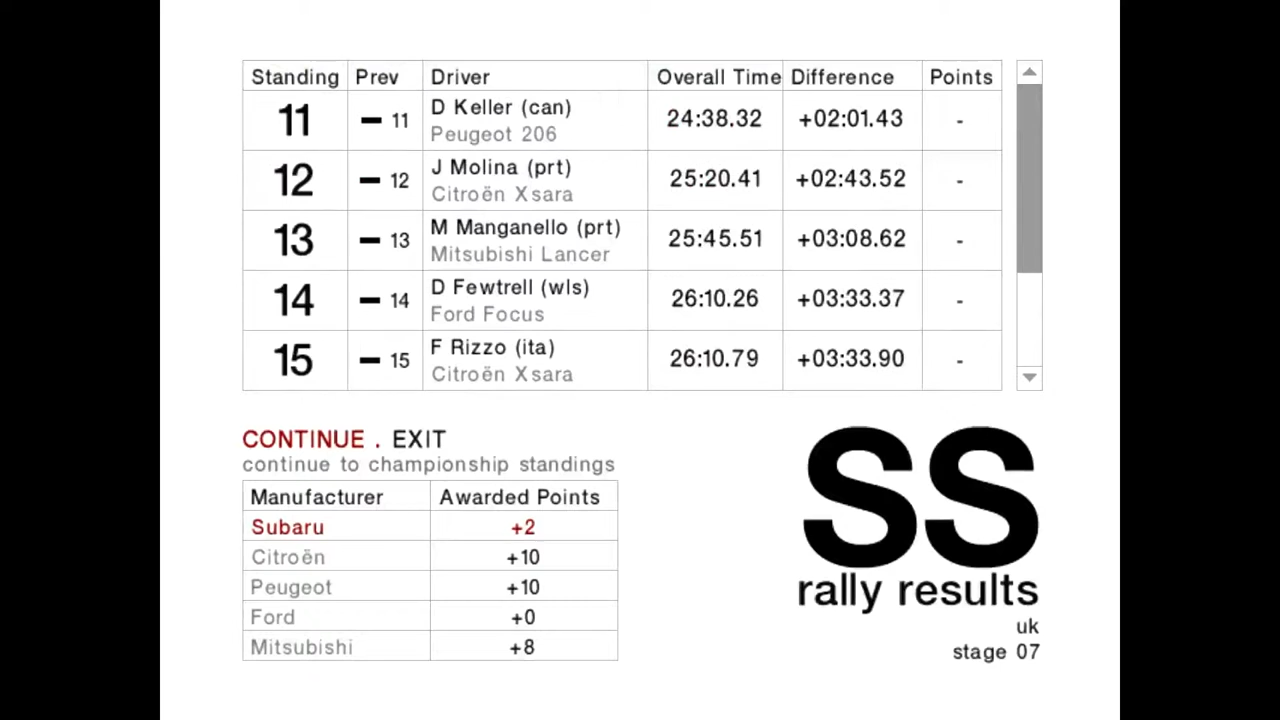 Standing Prev Driver Overall Time Difference Points
11 – 11 D Keller (can) 24:38.32 +02:01.43 -
Peugeot 206
12 – 12 J Molina (prt) 25:20.41 +02:43.52 -
Citroën Xsara
13 – 13 M Manganello (prt) 25:45.51 +03:08.62 -
Mitsubishi Lancer
14 – 14 D Fewtrell (wls) 26:10.26 +03:33.37 -
Ford Focus
15 – 15 F Rizzo (ita) 26:10.79 +03:33.90 -
Citroën Xsara
CONTINUE . EXIT
continue to championship standings
Manufacturer Awarded Points
Subaru +2
Citroën +10
Peugeot +10
Ford +0
Mitsubishi +8
SS
rally results
uk
stage 07